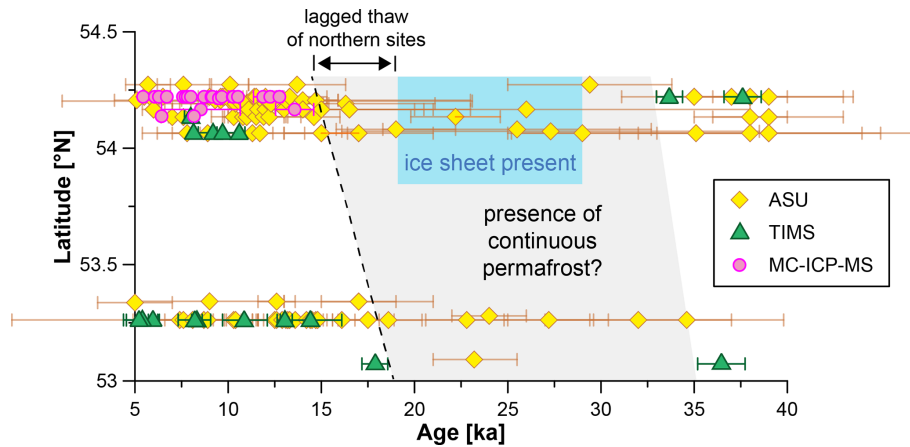 lagged thaw
of northern sites
54.5
54
53.5
53
Latitude [°N]
ice sheet present
presence of
continuous
permafrost?
ASU
TIMS
MC-ICP-MS
5
10
15
20
25
30
35
40
Age [ka]